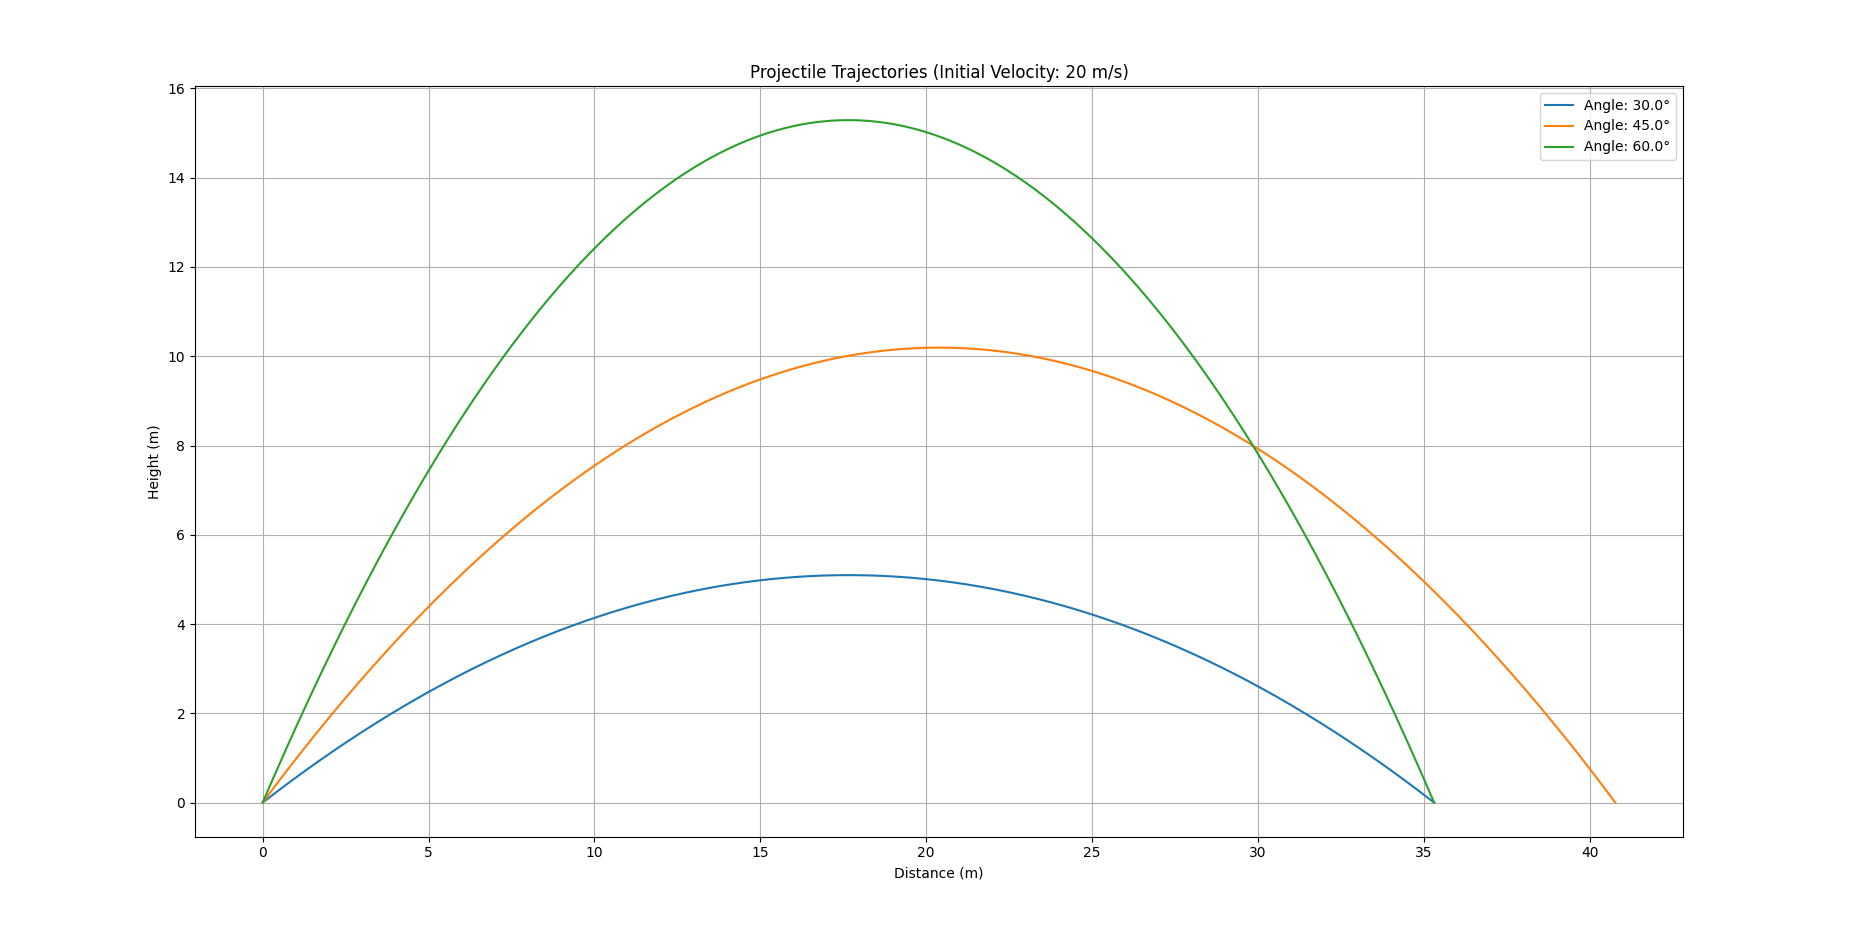 Projectile Trajectories (Initial Velocity: 20 m/s)
Angle: 30.0°
Angle: 45.0°
Angle: 60.0°
Height (m)
16
14
12
10
8
6
4
2
0
0 5 10 15 20 25 30 35 40
Distance (m)